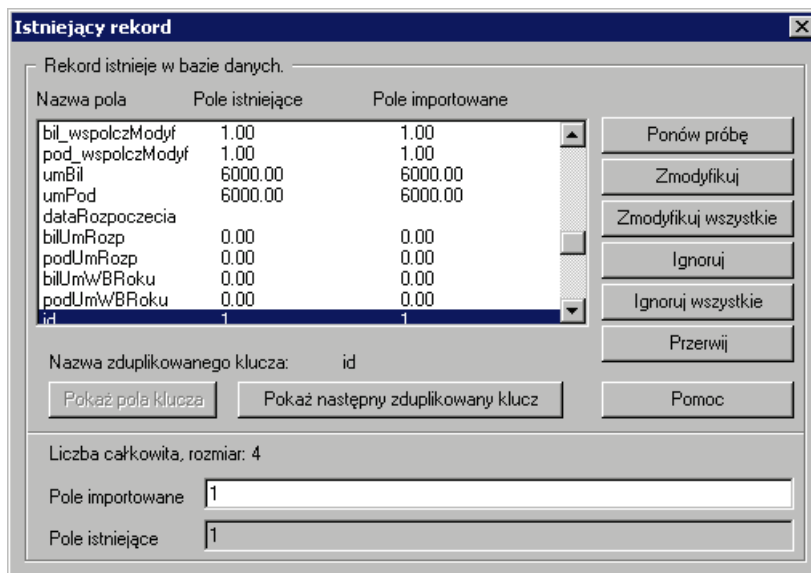 Istniejący rekord
Rekord istnieje w bazie danych.
Nazwa pola Pole istniejące Pole importowane
bil_wspolczModyf 1.00 1.00
pod_wspolczModyf 1.00 1.00
umBil 6000.00 6000.00
umPod 6000.00 6000.00
dataRozpoczecia
bilUmRozp 0.00 0.00
podUmRozp 0.00 0.00
bilUmWBRoku 0.00 0.00
podUmWBRoku 0.00 0.00
id 1 1
Ponów próbę
Zmodyfikuj
Zmodyfikuj wszystkie
Ignoruj
Ignoruj wszystkie
Przerwij
Nazwa zduplikowanego klucza: id
Pokaż pola klucza Pokaż następny zduplikowany klucz Pomoc
Liczba całkowita, rozmiar: 4
Pole importowane 1
Pole istniejące 1